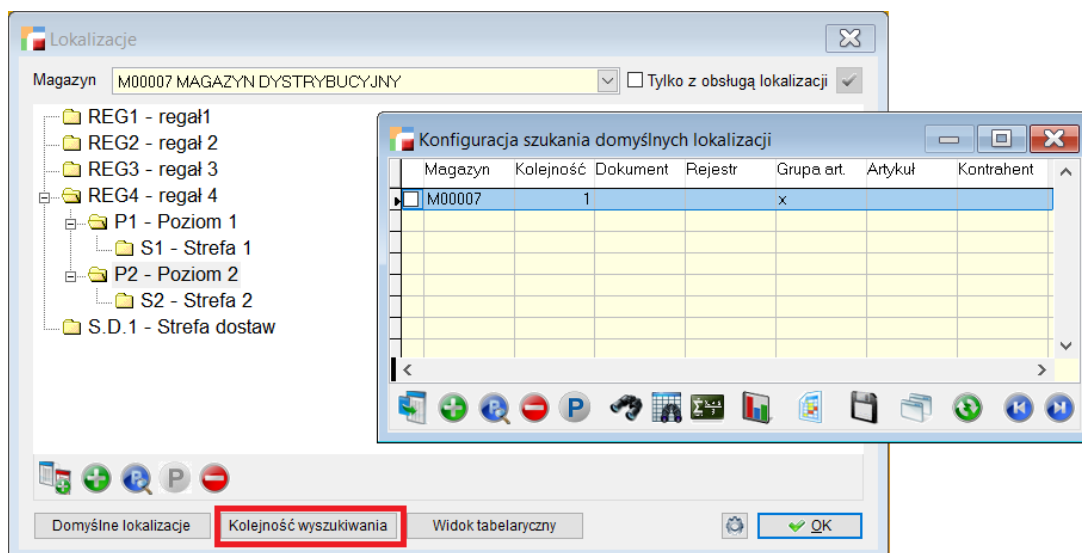 Lokalizacje
Magazyn M00007 MAGAZYN DYSTRYBUCYJNY Tylko z obsługą lokalizacji
REG1 - regał1
REG2 - regał 2
REG3 - regał 3
REG4 - regał 4
P1 - Poziom 1
S1 - Strefa 1
P2 - Poziom 2
S2 - Strefa 2
S.D.1 - Strefa dostaw
Konfiguracja szukania domyślnych lokalizacji
Magazyn Kolejność Dokument Rejestr Grupa art. Artykuł Kontrahent
M00007 1 x
Domyślne lokalizacje Kolejność wyszukiwania Widok tabelaryczny OK